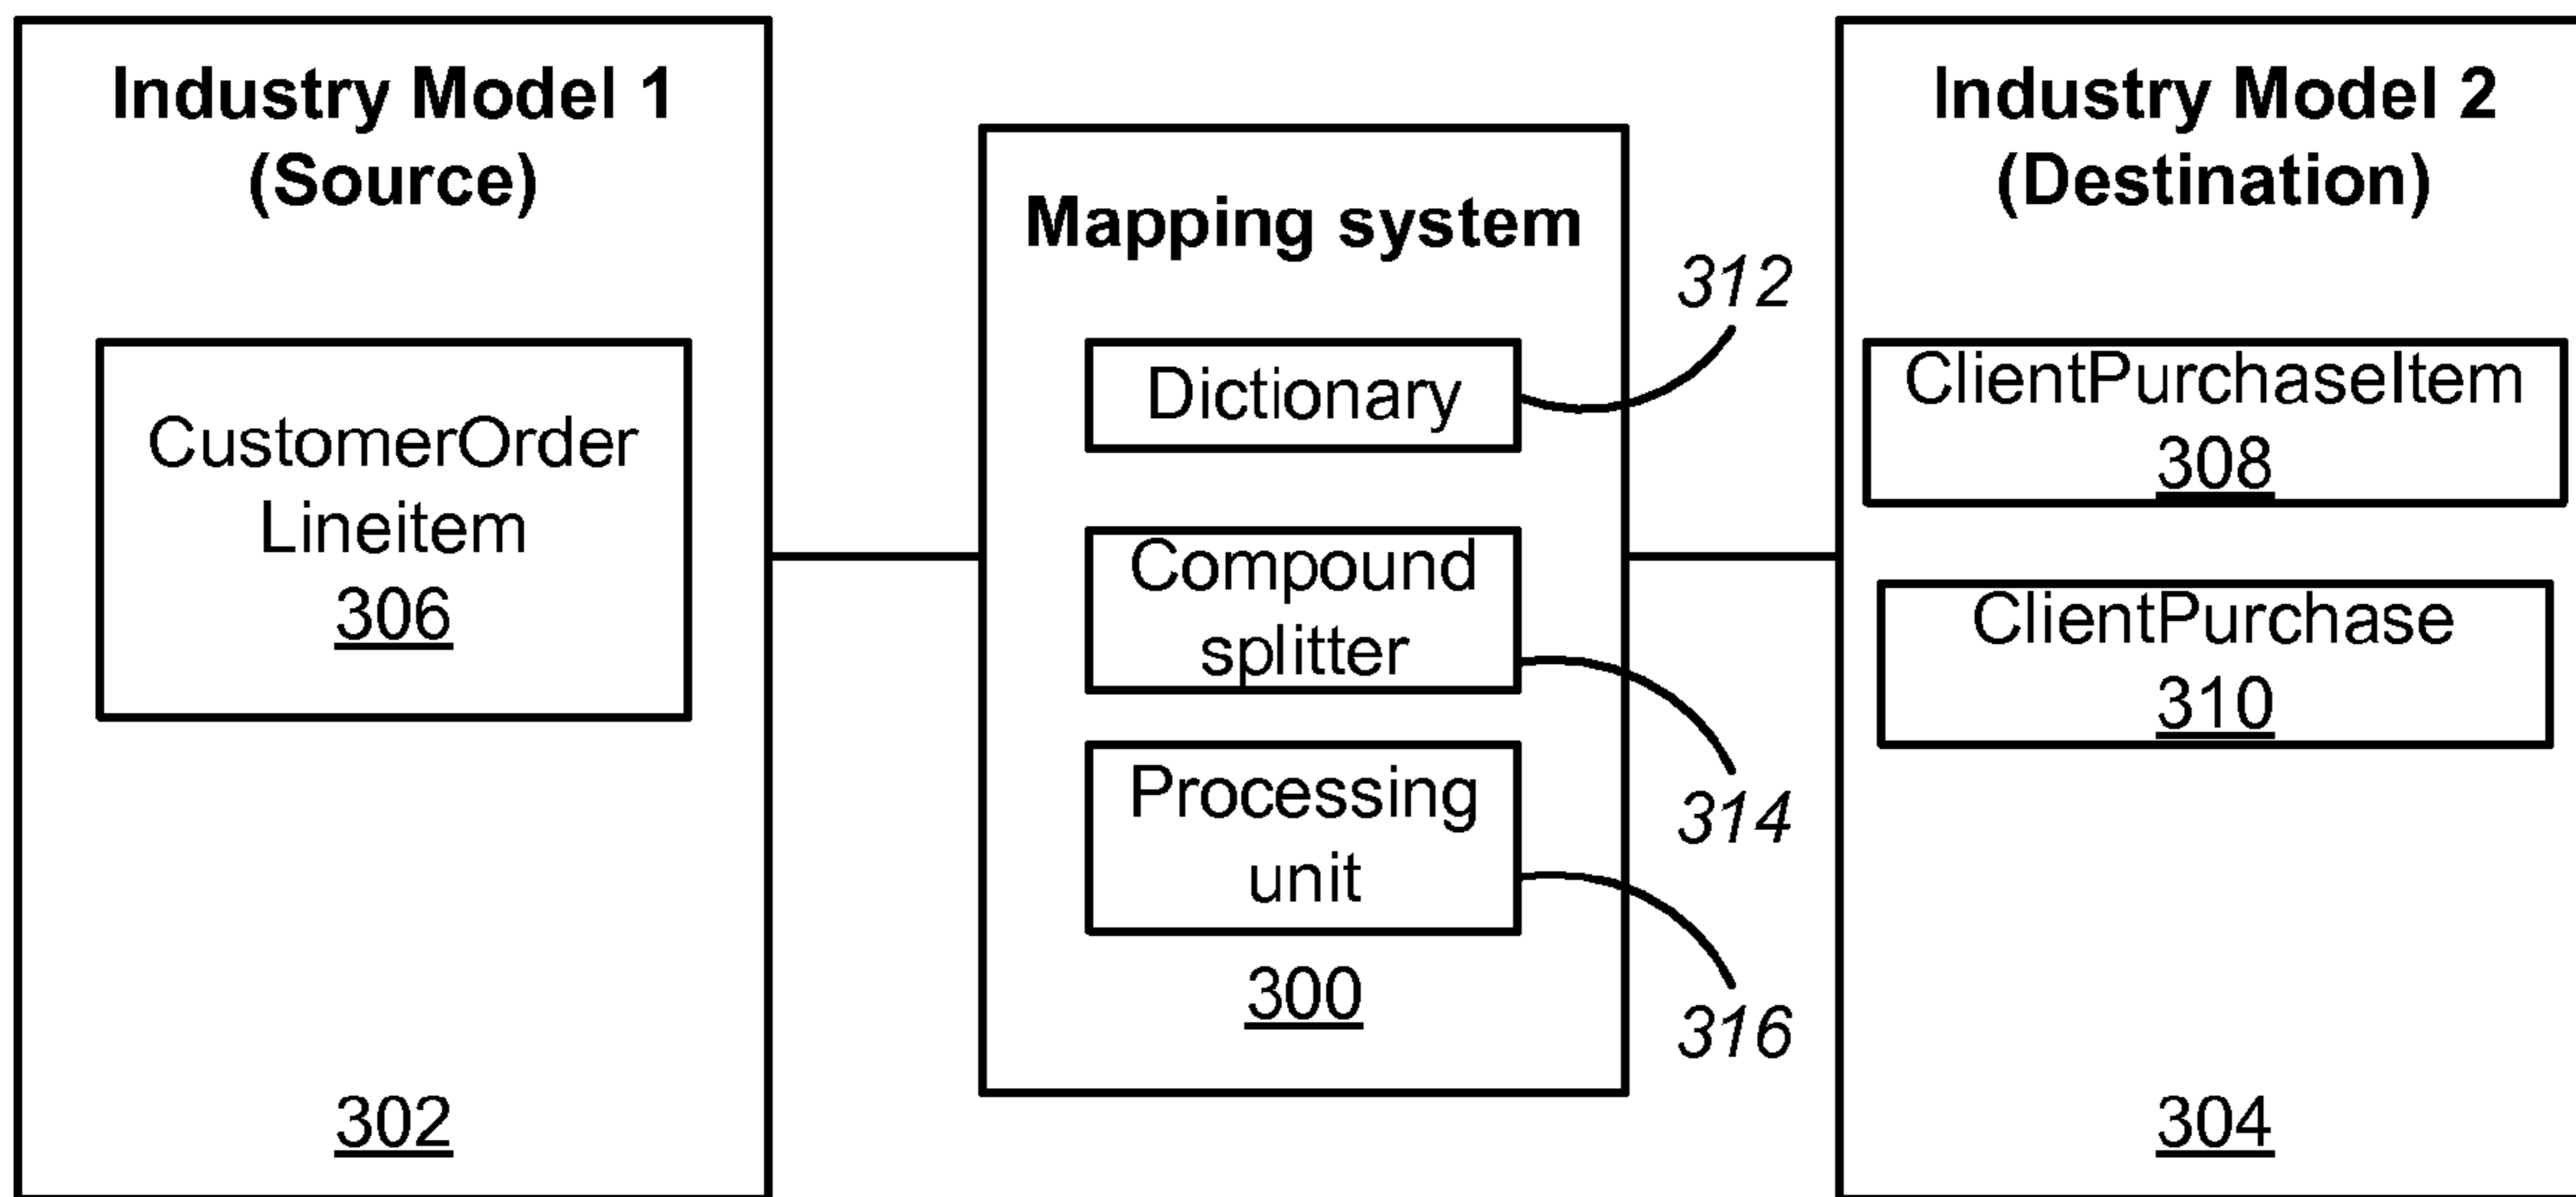 Industry Model 1
(Source)
CustomerOrder
Lineitem
306
302
Mapping system
Dictionary
Compound
splitter
Processing
unit
300
312
314
316
Industry Model 2
(Destination)
ClientPurchaseItem
308
ClientPurchase
310
304